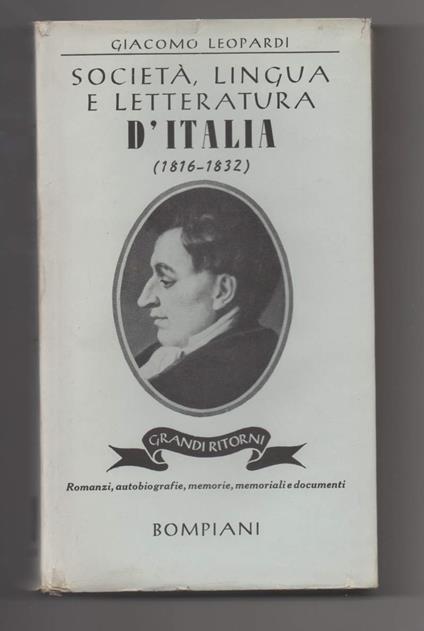 GIACOMO LEOPARDI
SOCIETÀ, LINGUA
E LETTERATURA
D'ITALIA
(1816-1832)
GRANDI RITORNI
Romanzi, autobiografie, memorie, memoriali e documenti
BOMPIANI